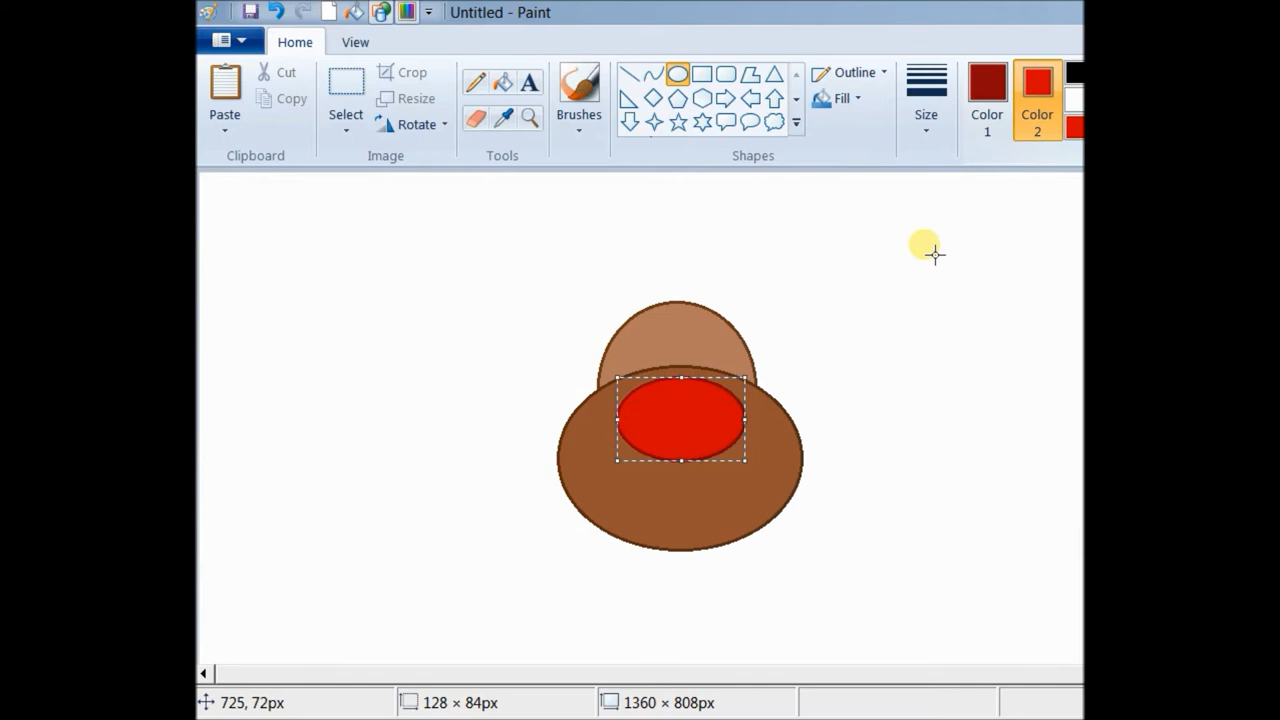 Untitled - Paint
Home View
Paste
Cut
Copy
Clipboard
Select
Crop
Resize
Rotate
Image
A
Tools
Brushes
Outline
Fill
Shapes
Size
Color 1
Color 2
725, 72px 128 × 84px 1360 × 808px